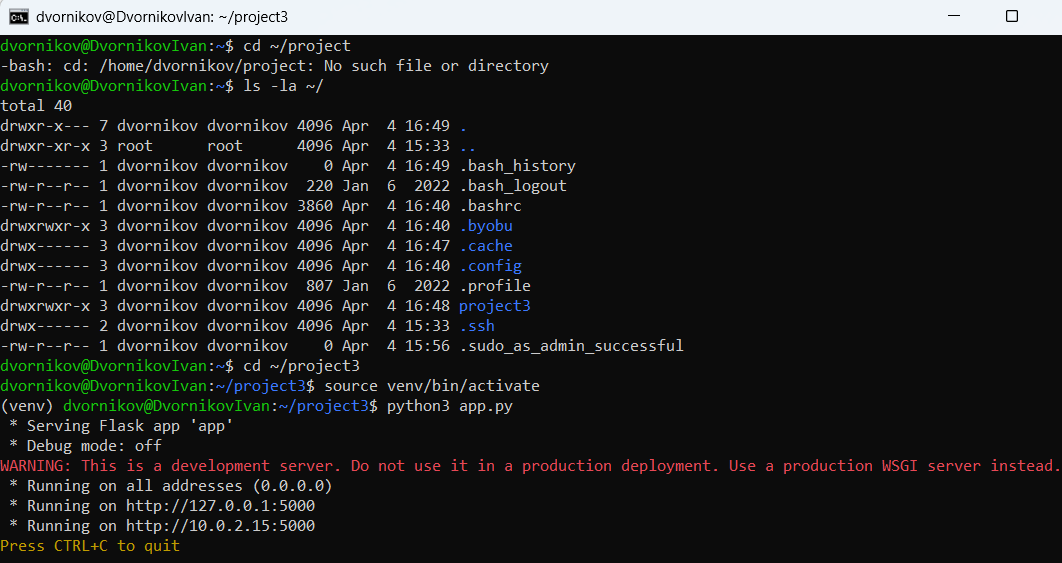 dvornikov@DvornikovIvan: ~/project3
dvornikov@DvornikovIvan:~$ cd ~/project
-bash: cd: /home/dvornikov/project: No such file or directory
dvornikov@DvornikovIvan:~$ ls -la ~/
total 40
drwxr-x--- 7 dvornikov dvornikov 4096 Apr  4 16:49 .
drwxr-xr-x 3 root      root      4096 Apr  4 15:33 ..
-rw------- 1 dvornikov dvornikov    0 Apr  4 16:49 .bash_history
-rw-r--r-- 1 dvornikov dvornikov  220 Jan  6  2022 .bash_logout
-rw-r--r-- 1 dvornikov dvornikov 3860 Apr  4 16:40 .bashrc
drwxrwxr-x 3 dvornikov dvornikov 4096 Apr  4 16:40 .byobu
drwx------ 3 dvornikov dvornikov 4096 Apr  4 16:47 .cache
drwx------ 3 dvornikov dvornikov 4096 Apr  4 16:40 .config
-rw-r--r-- 1 dvornikov dvornikov  807 Jan  6  2022 .profile
drwxrwxr-x 3 dvornikov dvornikov 4096 Apr  4 16:48 project3
drwx------ 2 dvornikov dvornikov 4096 Apr  4 15:33 .ssh
-rw-r--r-- 1 dvornikov dvornikov    0 Apr  4 15:56 .sudo_as_admin_successful
dvornikov@DvornikovIvan:~$ cd ~/project3
dvornikov@DvornikovIvan:~/project3$ source venv/bin/activate
(venv) dvornikov@DvornikovIvan:~/project3$ python3 app.py
 * Serving Flask app 'app'
 * Debug mode: off
WARNING: This is a development server. Do not use it in a production deployment. Use a production WSGI server instead.
 * Running on all addresses (0.0.0.0)
 * Running on http://127.0.0.1:5000
 * Running on http://10.0.2.15:5000
Press CTRL+C to quit